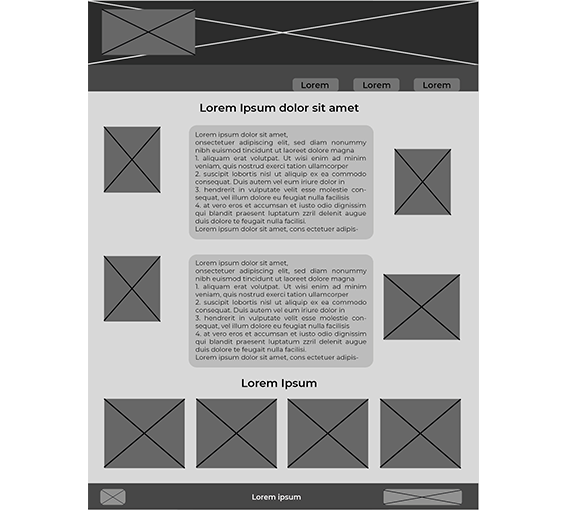 Lorem
Lorem
Lorem
Lorem Ipsum dolor sit amet
Lorem ipsum dolor sit amet,
onsectetuer adipiscing elit, sed diam nonummy
nibh euismod tincidunt ut laoreet dolore magna
1. aliquam erat volutpat. Ut wisi enim ad minim
veniam, quis nostrud exerci tation ullamcorper
2. suscipit lobortis nisl ut aliquip ex ea commodo
consequat. Duis autem vel eum iriure dolor in
3. hendrerit in vulputate velit esse molestie con-
sequat, vel illum dolore eu feugiat nulla facilisis
4. at vero eros et accumsan et iusto odio dignissim
qui blandit praesent luptatum zzril delenit augue
duis dolore te feugait nulla facilisi.
Lorem ipsum dolor sit amet, cons ectetuer adipis-
Lorem ipsum dolor sit amet,
onsectetuer adipiscing elit, sed diam nonummy
nibh euismod tincidunt ut laoreet dolore magna
1. aliquam erat volutpat. Ut wisi enim ad minim
veniam, quis nostrud exerci tation ullamcorper
2. suscipit lobortis nisl ut aliquip ex ea commodo
consequat. Duis autem vel eum iriure dolor in
3. hendrerit in vulputate velit esse molestie con-
sequat, vel illum dolore eu feugiat nulla facilisis
4. at vero eros et accumsan et iusto odio dignissim
qui blandit praesent luptatum zzril delenit augue
duis dolore te feugait nulla facilisi.
Lorem ipsum dolor sit amet, cons ectetuer adipis-
Lorem Ipsum
Lorem ipsum